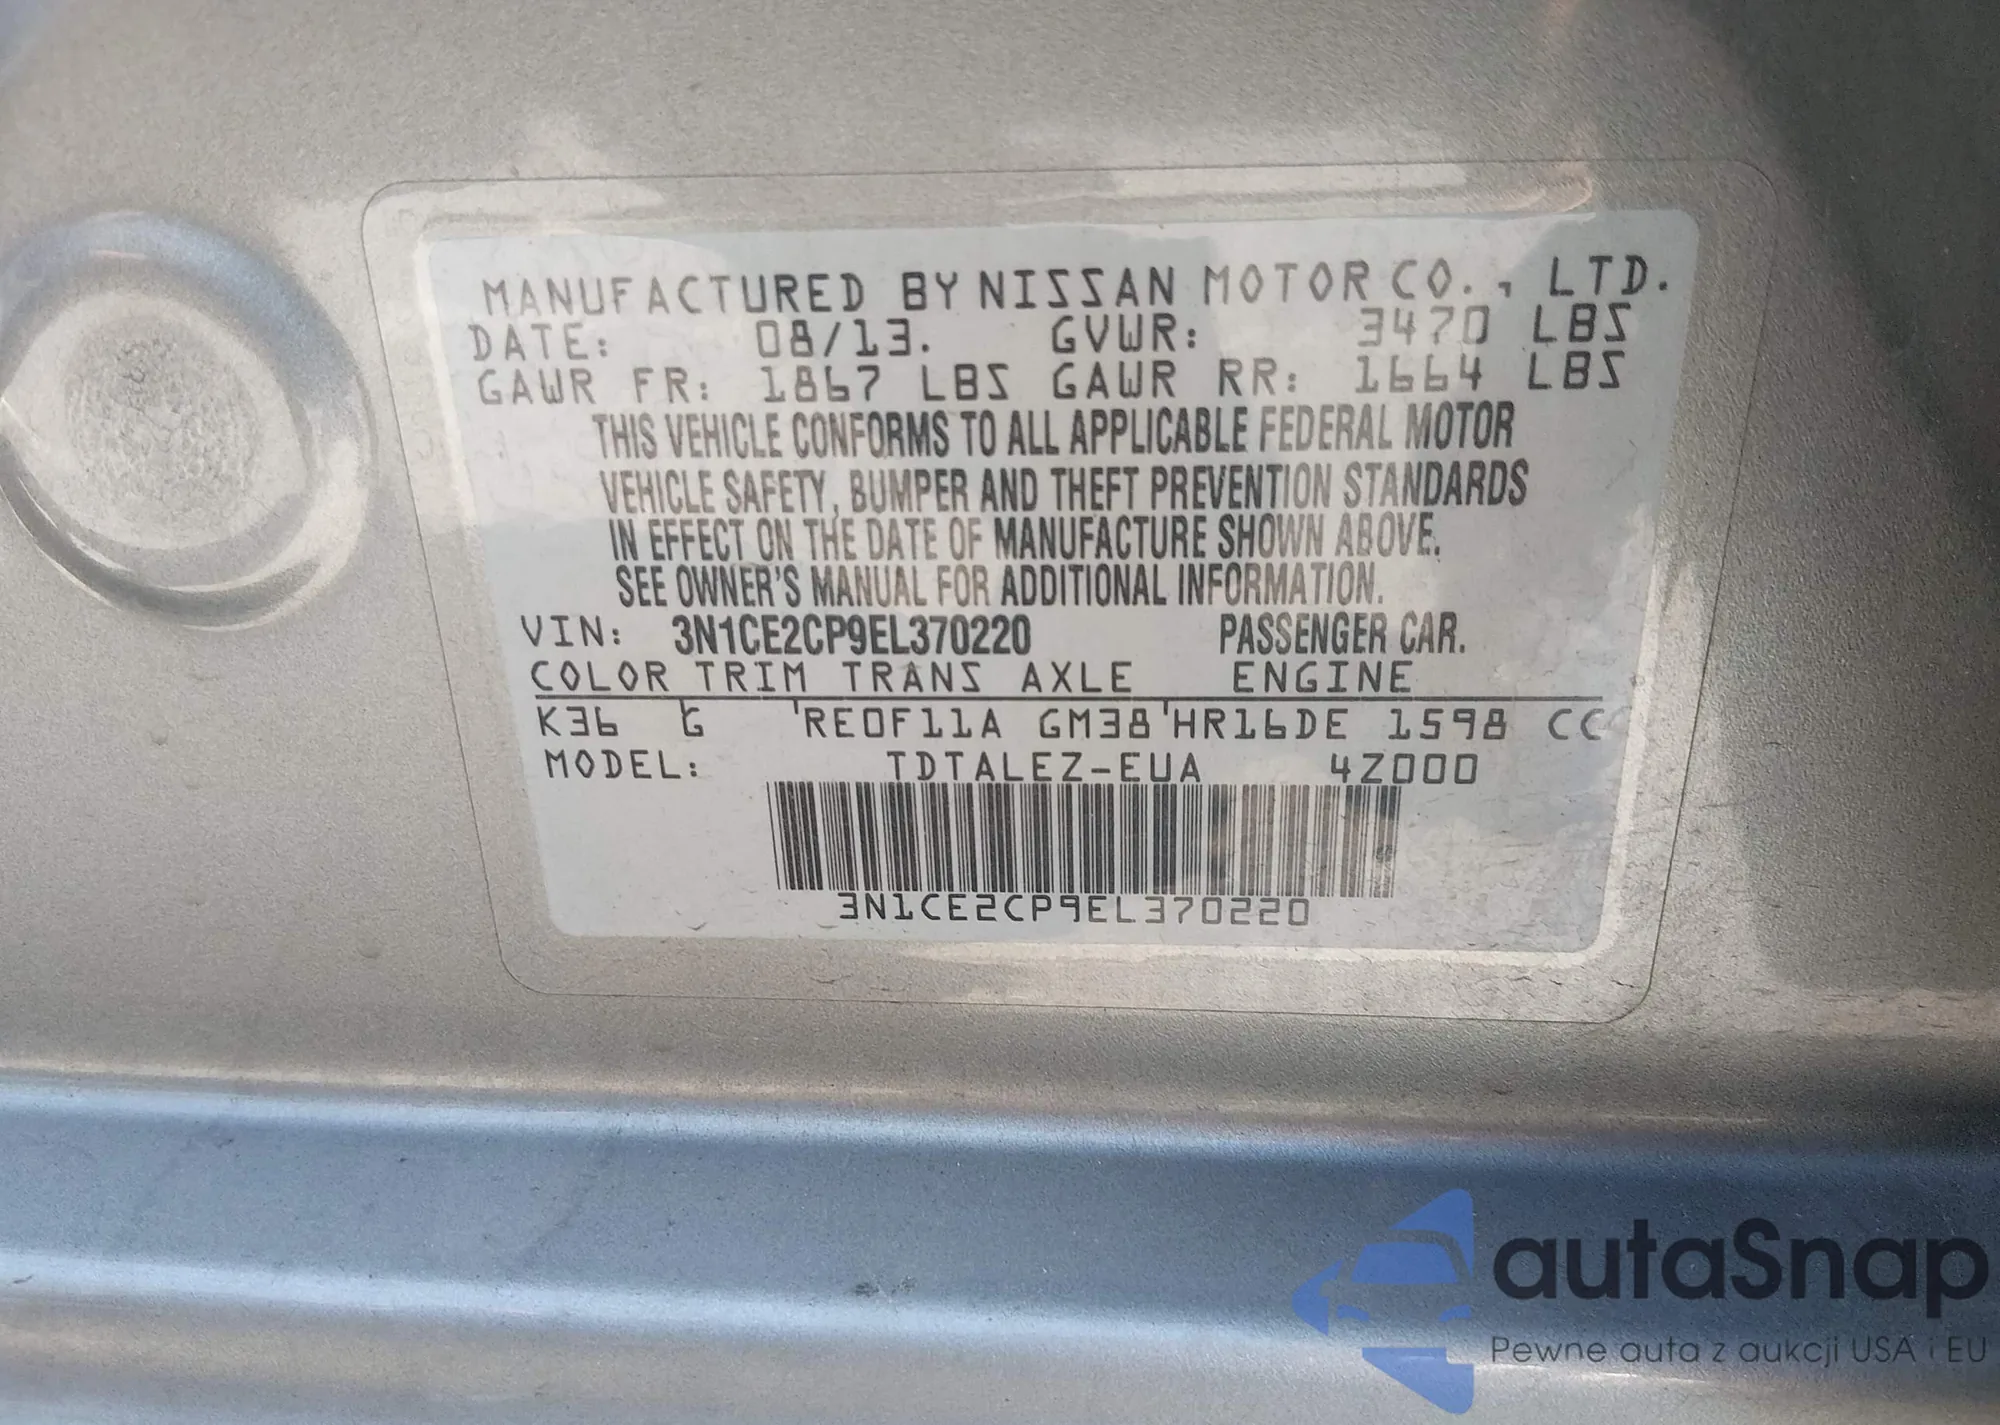 MANUFACTURED BY NISSAN MOTOR CO., LTD.
DATE: 08/13. GVWR: 3470 LBS
GAWR FR: 1867 LBS GAWR RR: 1664 LBS
THIS VEHICLE CONFORMS TO ALL APPLICABLE FEDERAL MOTOR
VEHICLE SAFETY, BUMPER AND THEFT PREVENTION STANDARDS
IN EFFECT ON THE DATE OF MANUFACTURE SHOWN ABOVE.
SEE OWNER'S MANUAL FOR ADDITIONAL INFORMATION.
VIN: 3N1CE2CP9EL370220 PASSENGER CAR.
COLOR TRIM TRANS AXLE ENGINE
K36 G RE0F11A GM38 HR16DE 1598 CC
MODEL: TDTALEZ-EUA 4Z000
3N1CE2CP9EL370220
autaSnap
Pewne auta z aukcji USA i EU